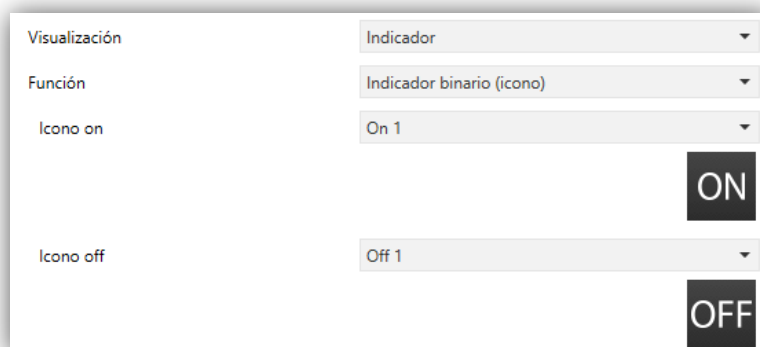 Visualización Indicador
Función Indicador binario (icono)
Icono on On 1
ON
Icono off Off 1
OFF